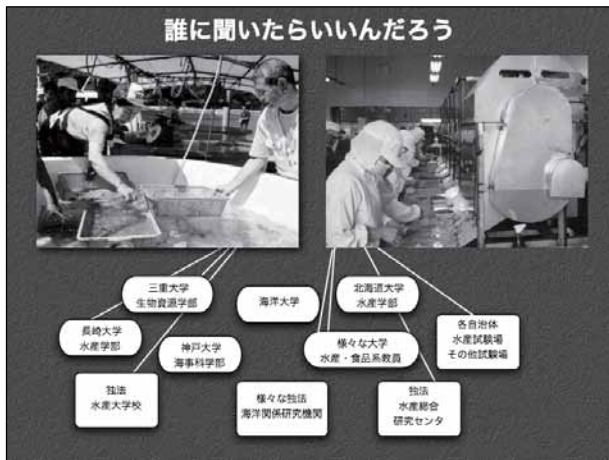 誰に聞いたらいいんだろう
三重大学
生物資源学部
海洋大学
北海道大学
水産学部
長崎大学
水産学部
神戸大学
海事科学部
様々な大学
水産・食品系教員
各自治体
水産試験場
その他試験場
独法
水産大学校
様々な独法
海洋関係研究機関
独法
水産総合
研究センタ